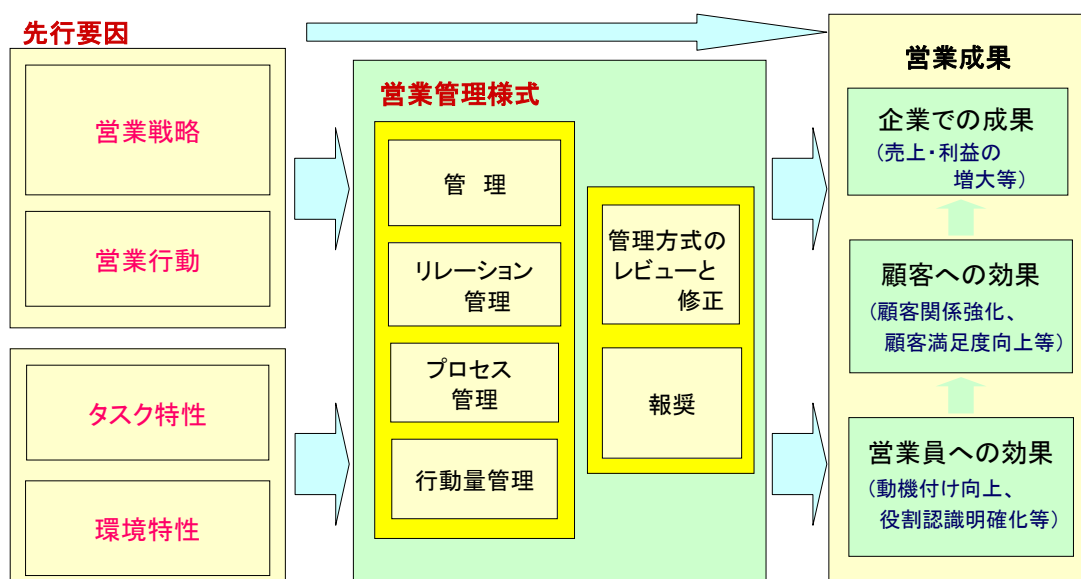 先行要因
営業戦略
営業行動
タスク特性
環境特性
営業管理様式
管 理
リレーション
管理
プロセス
管理
行動量管理
管理方式の
レビューと
修正
報奨
営業成果
企業での成果
(売上・利益の
増大等)
顧客への効果
(顧客関係強化、
顧客満足度向上等)
営業員への効果
(動機付け向上、
役割認識明確化等)